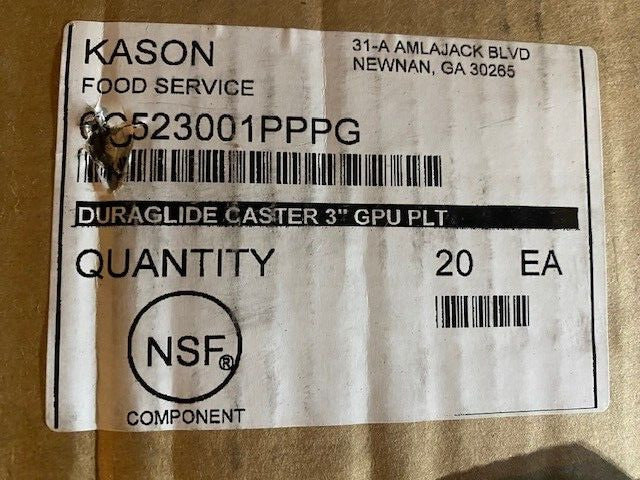 KASON
31-A AMLAJACK BLVD
NEWNAN, GA 30265
FOOD SERVICE
6C523001PPPG
DURAGLIDE CASTER 3" GPU PLT
QUANTITY 20 EA
NSF®
COMPONENT